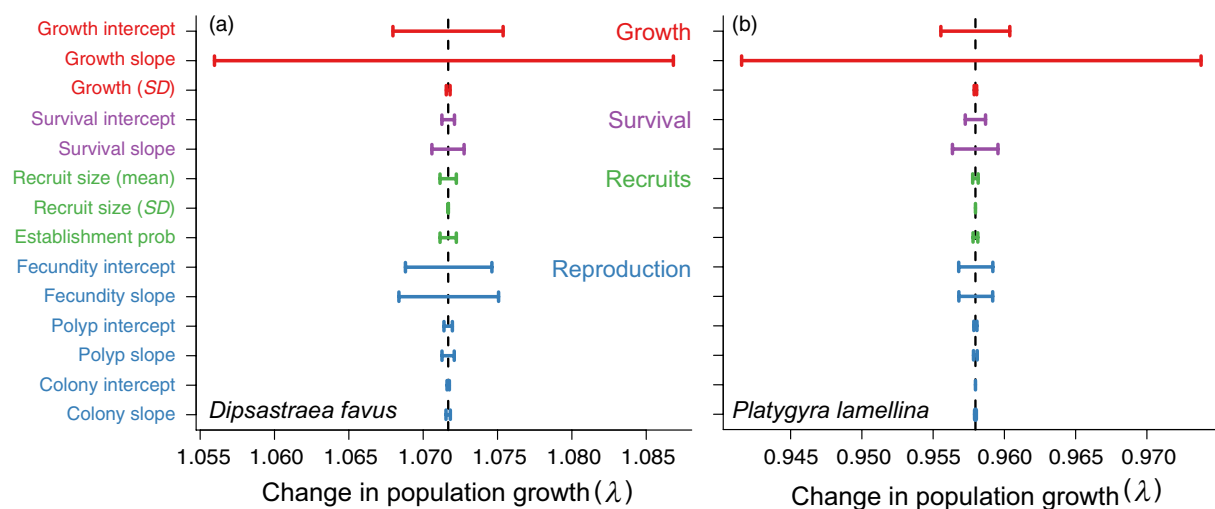 Growth intercept
Growth slope
Growth (SD)
Survival intercept
Survival slope
Recruit size (mean)
Recruit size (SD)
Establishment prob
Fecundity intercept
Fecundity slope
Polyp intercept
Polyp slope
Colony intercept
Colony slope
(a)
Growth
Survival
Recruits
Reproduction
Dipsastraea favus
1.055 1.060 1.065 1.070 1.075 1.080 1.085
Change in population growth (λ)
(b)
Platygyra lamellina
0.945 0.950 0.955 0.960 0.965 0.970
Change in population growth (λ)